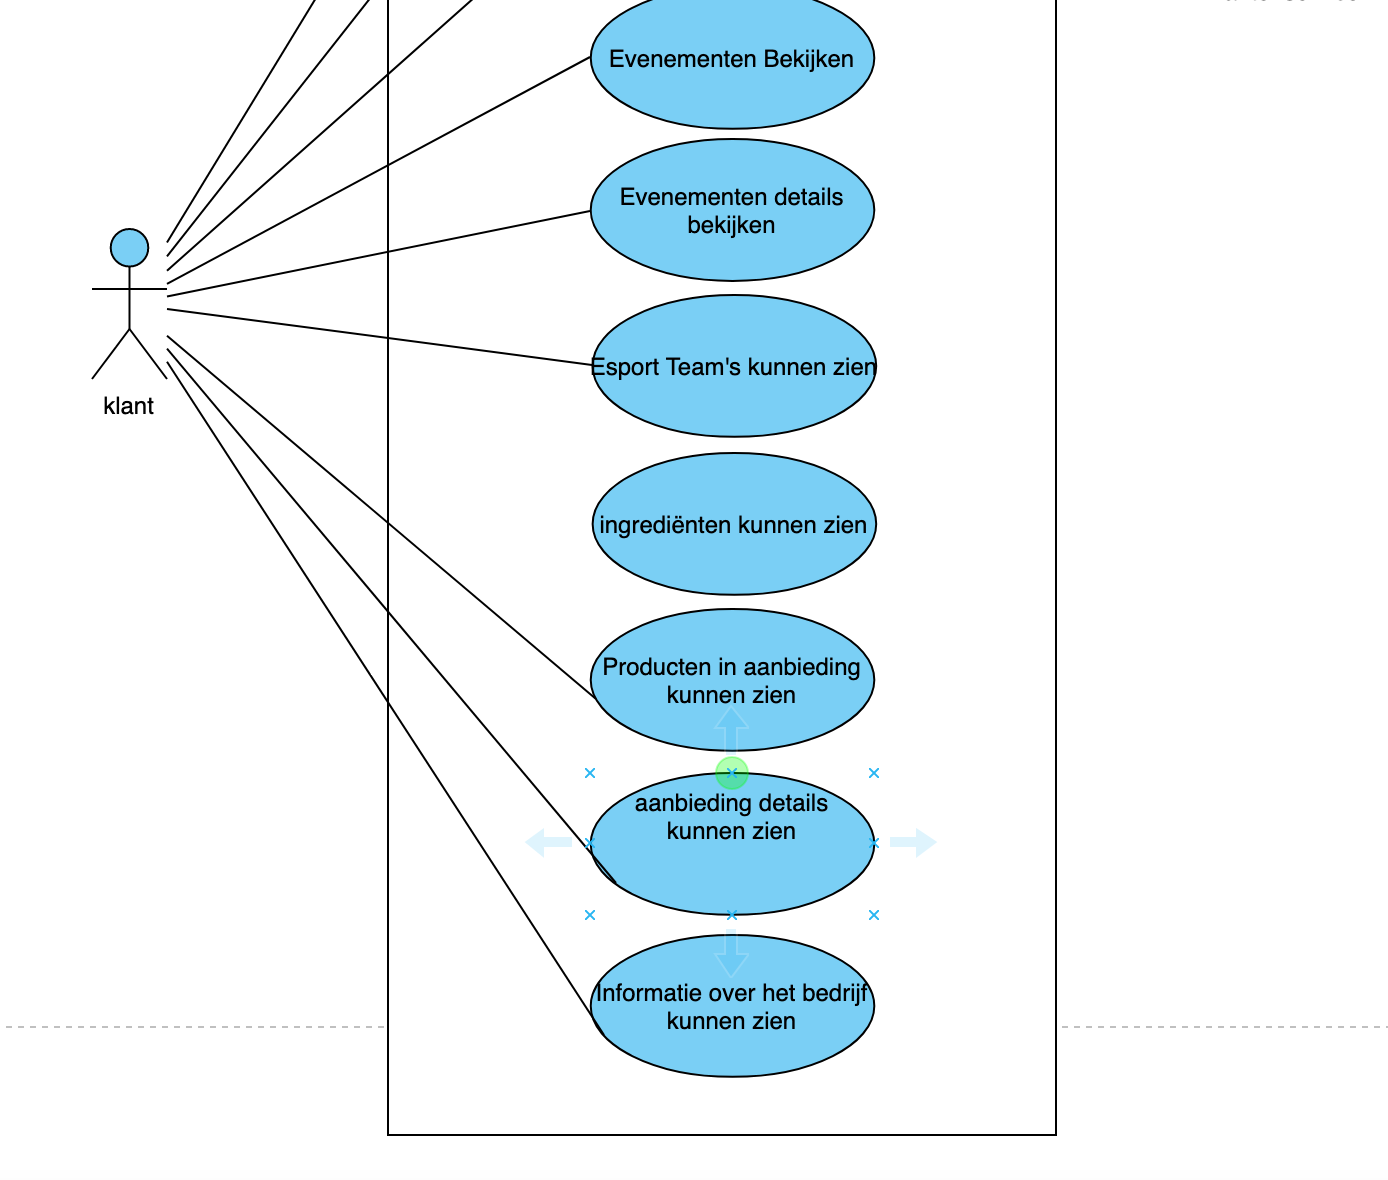 Evenementen Bekijken
Evenementen details
bekijken
Esport Team's kunnen zien
klant
ingrediënten kunnen zien
Producten in aanbieding
kunnen zien
aanbieding details
kunnen zien
Informatie over het bedrijf
kunnen zien